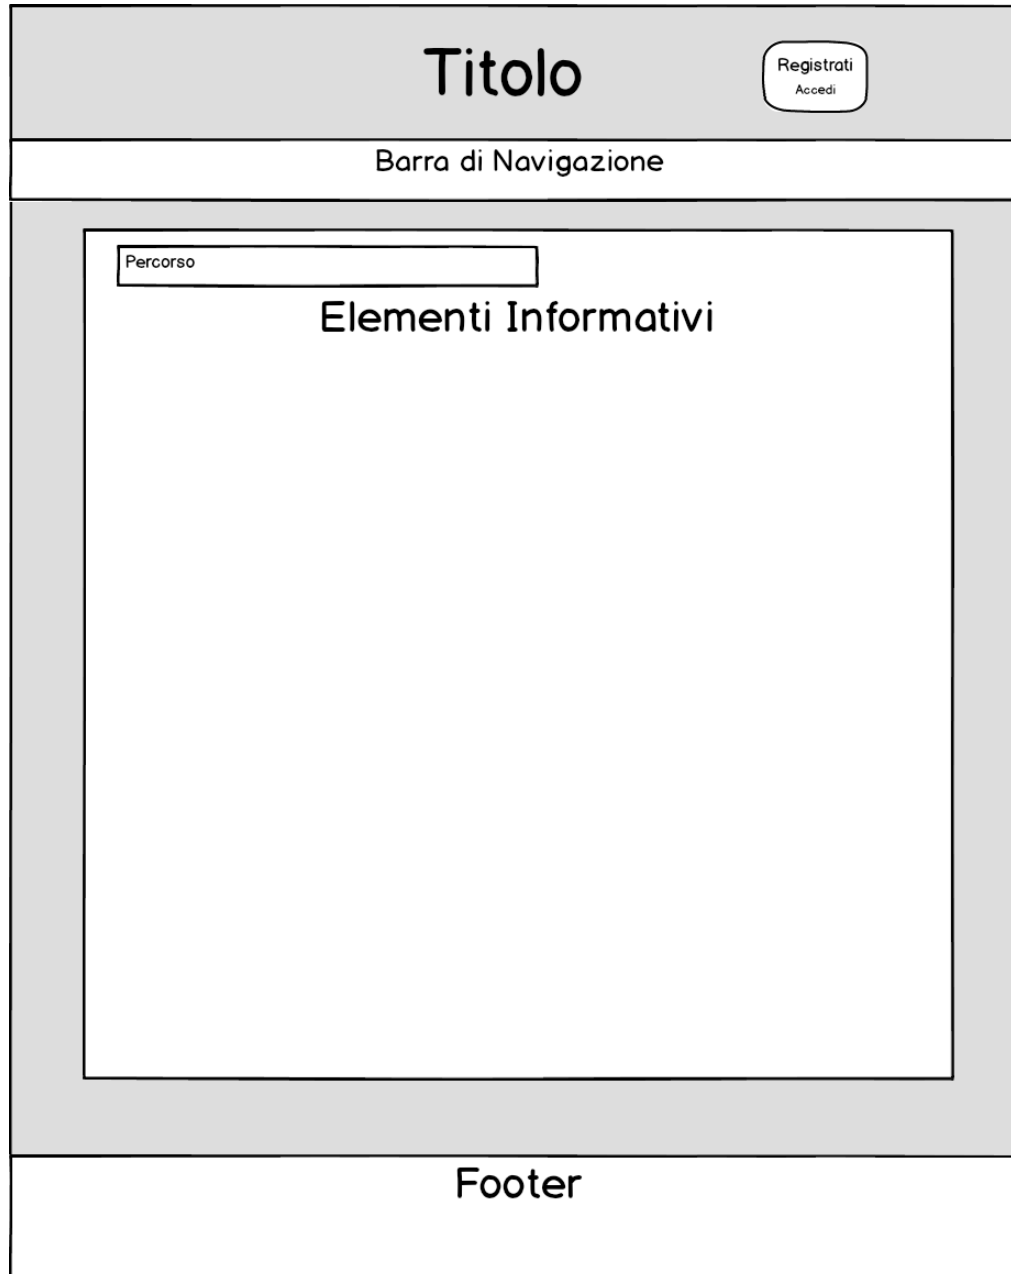 Titolo
Registrati
Accedi
Barra di Navigazione
Percorso
Elementi Informativi
Footer